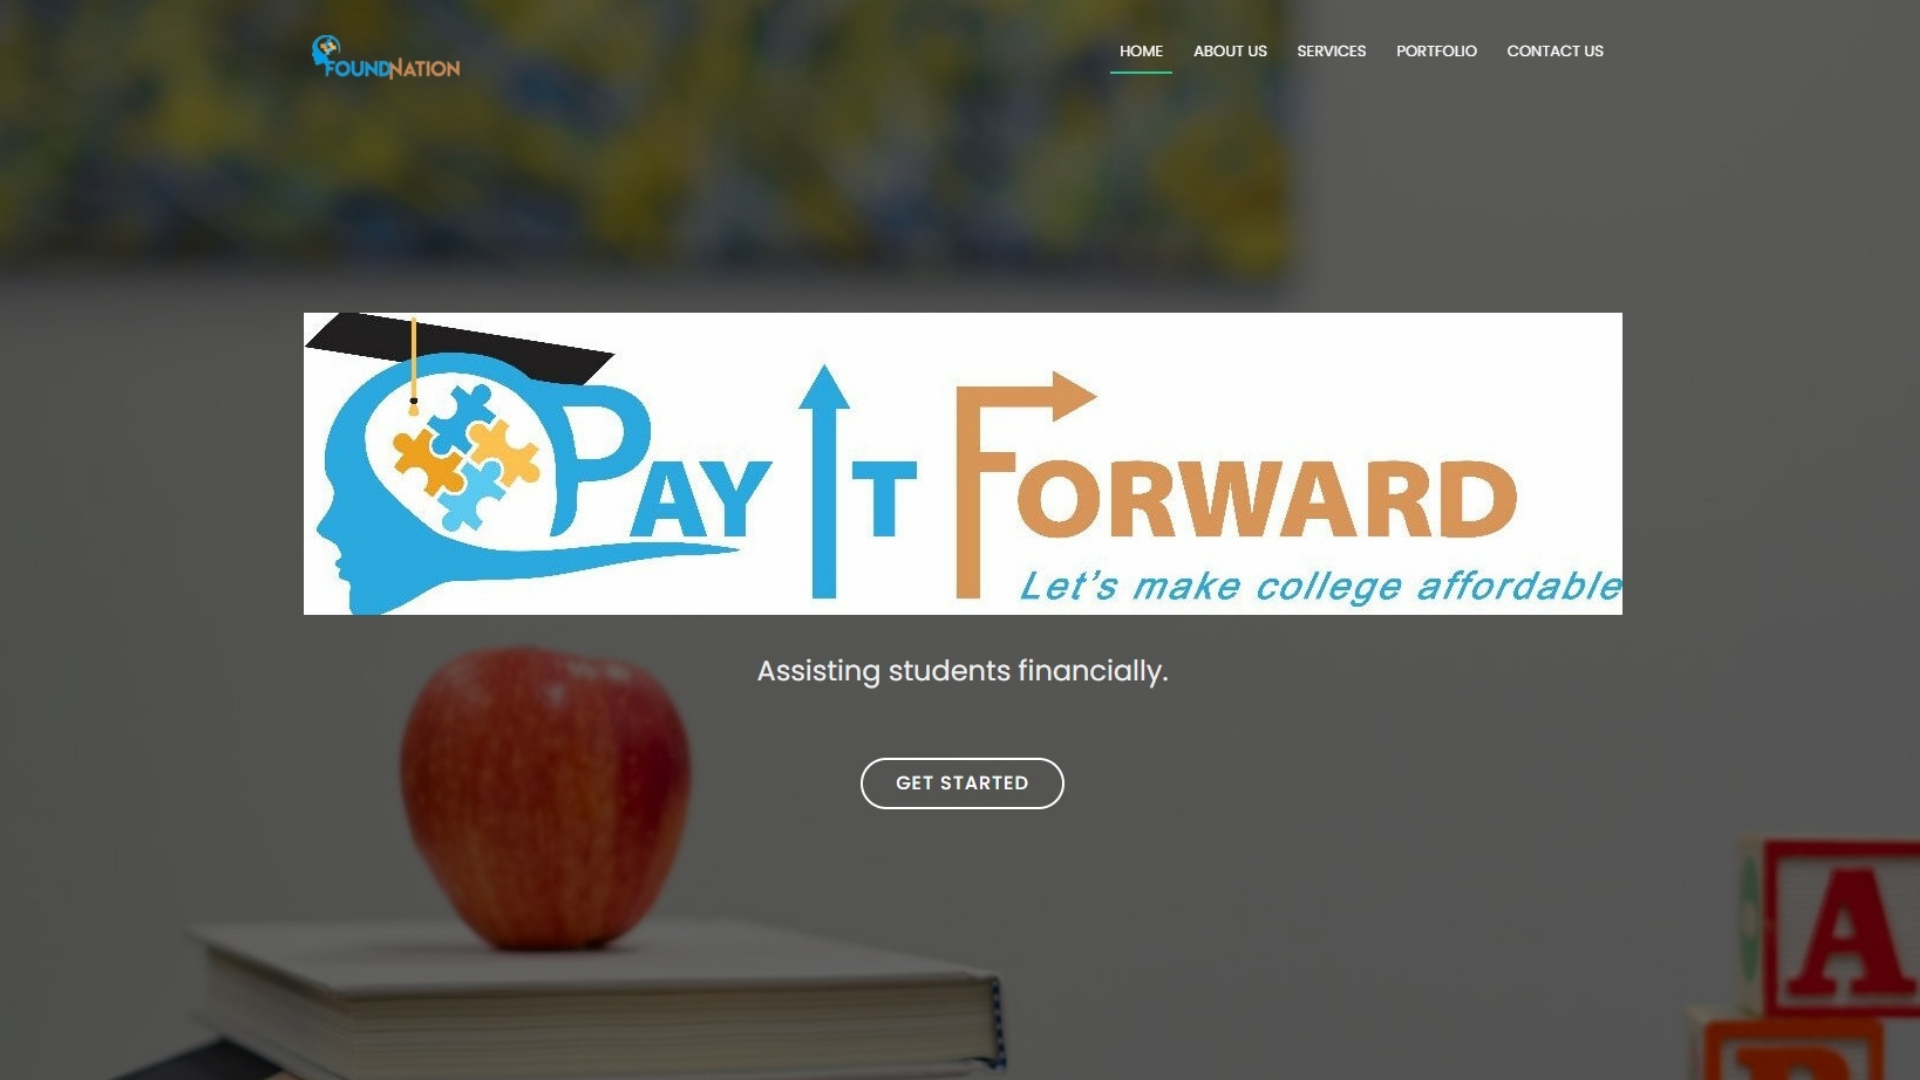 FOUNDNATION
HOME ABOUT US SERVICES PORTFOLIO CONTACT US
PAY IT FORWARD
Let's make college affordable
Assisting students financially.
GET STARTED
A